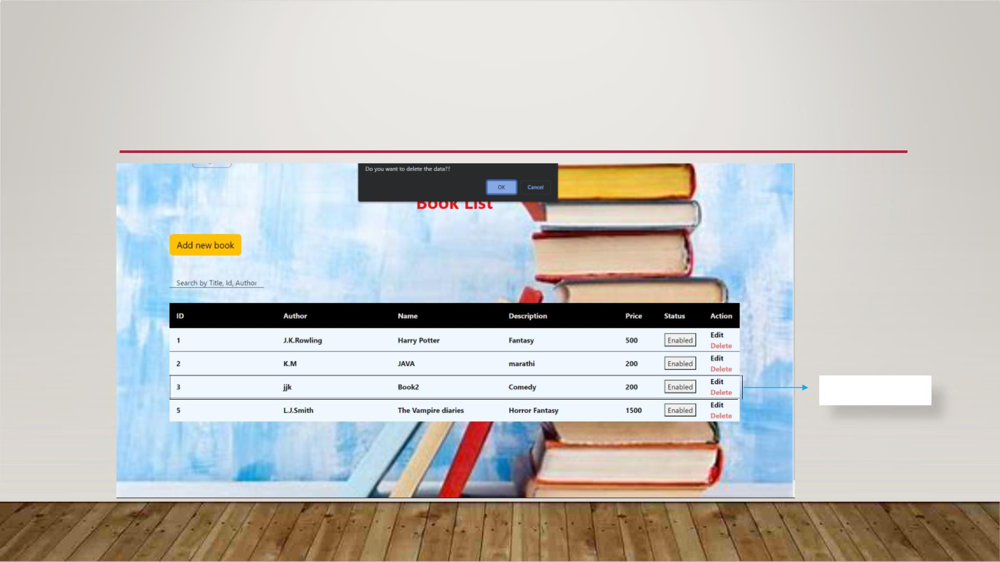 Do you want to delete the data??
OK Cancel
Book List
Add new book
Search by Title, Id, Author
ID Author Name Description Price Status Action
1 J.K.Rowling Harry Potter Fantasy 500 Enabled Edit Delete
2 K.M JAVA marathi 200 Enabled Edit Delete
3 jjk Book2 Comedy 200 Enabled Edit Delete
5 L.J.Smith The Vampire diaries Horror Fantasy 1500 Enabled Edit Delete